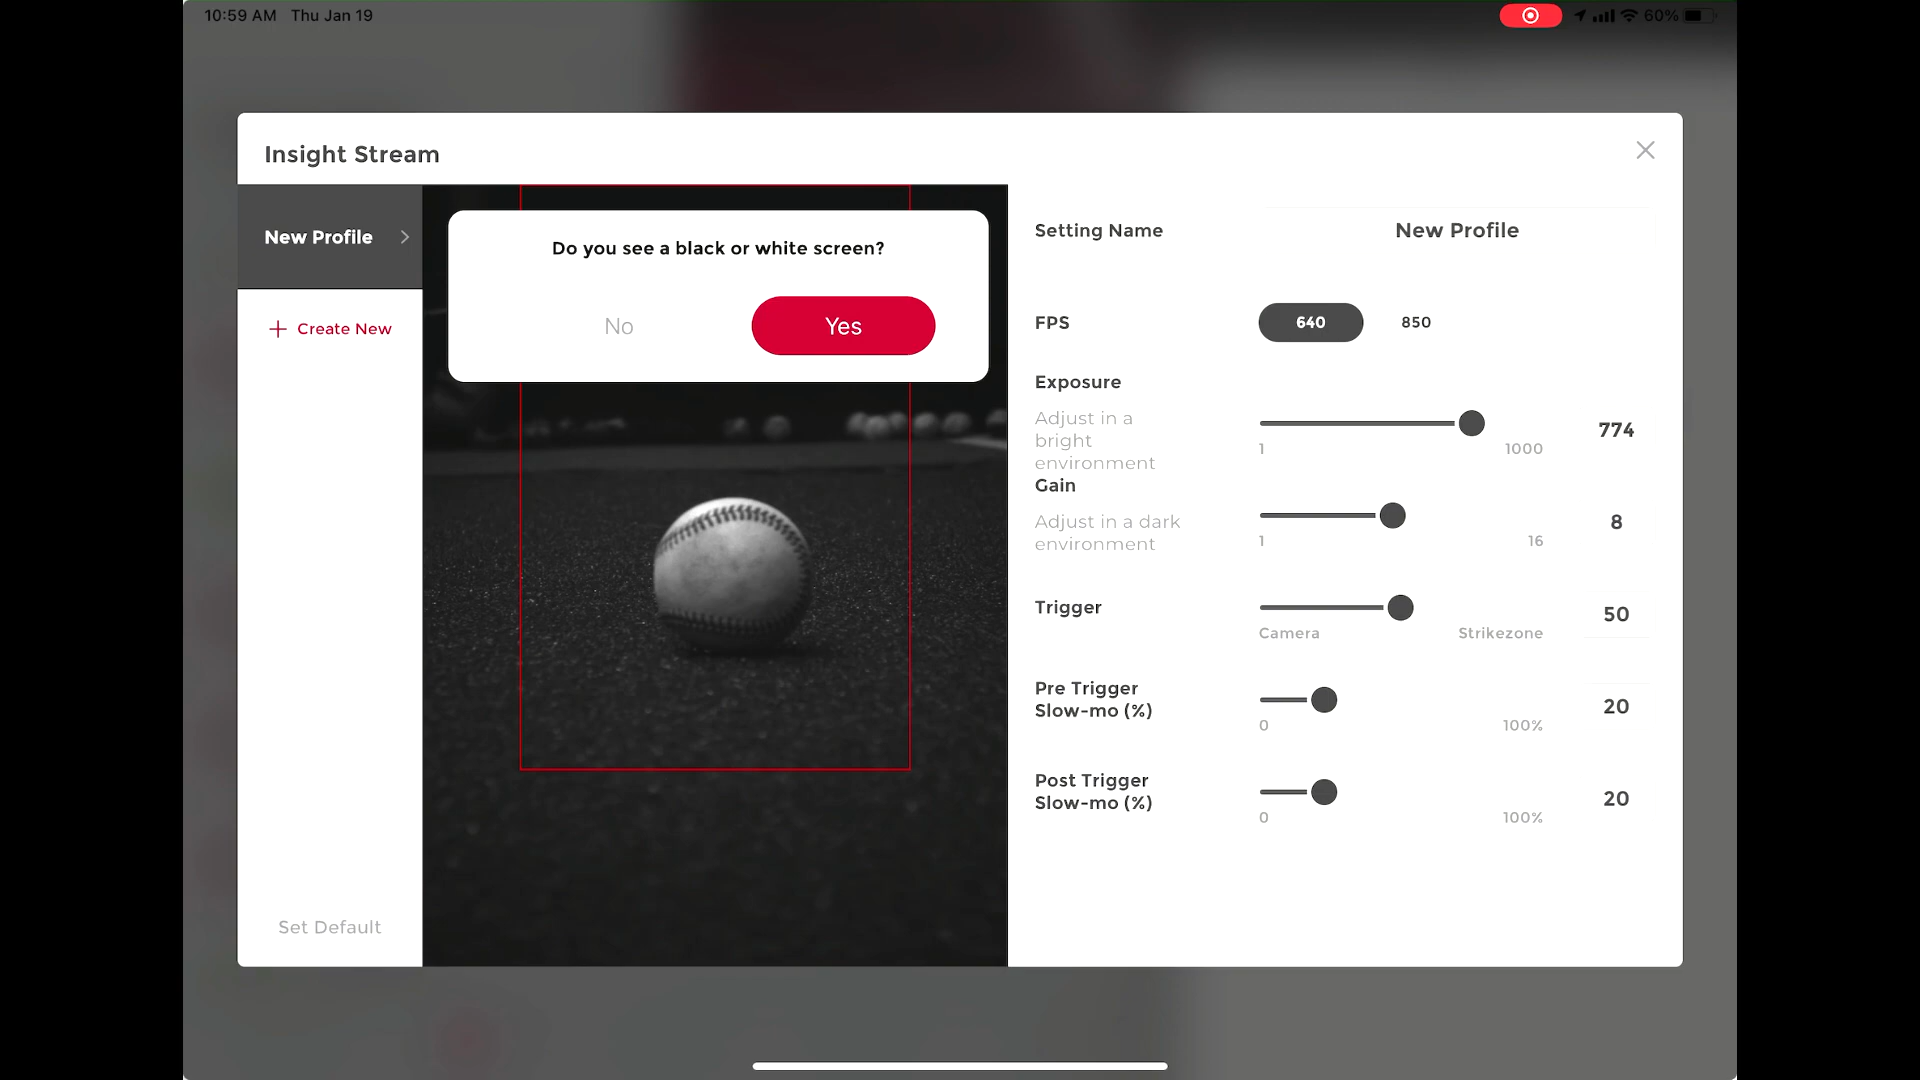 10:59 AM Thu Jan 19
60%
Insight Stream
New Profile
Create New
Set Default
Do you see a black or white screen?
No
Yes
Setting Name
New Profile
FPS
640
850
Exposure
Adjust in a
bright
environment
1
1000
774
Gain
Adjust in a dark
environment
1
16
8
Trigger
Camera
Strikezone
50
Pre Trigger
Slow-mo (%)
0
100%
20
Post Trigger
Slow-mo (%)
0
100%
20